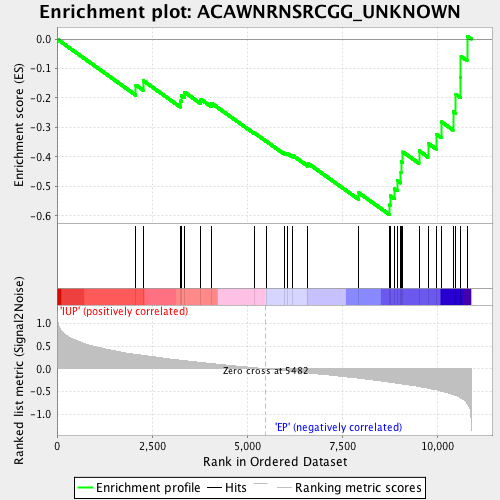 Enrichment plot: ACAWNRNSRCGG_UNKNOWN
Enrichment score (ES)
0.0
-0.1
-0.2
-0.3
-0.4
-0.5
-0.6
'IUP' (positively correlated)
Ranked list metric (Signal2Noise)
1.0
0.5
0.0
-0.5
-1.0
Zero cross at 5482
'EP' (negatively correlated)
0
2,500
5,000
7,500
10,000
Rank in Ordered Dataset
Enrichment profile
Hits
Ranking metric scores